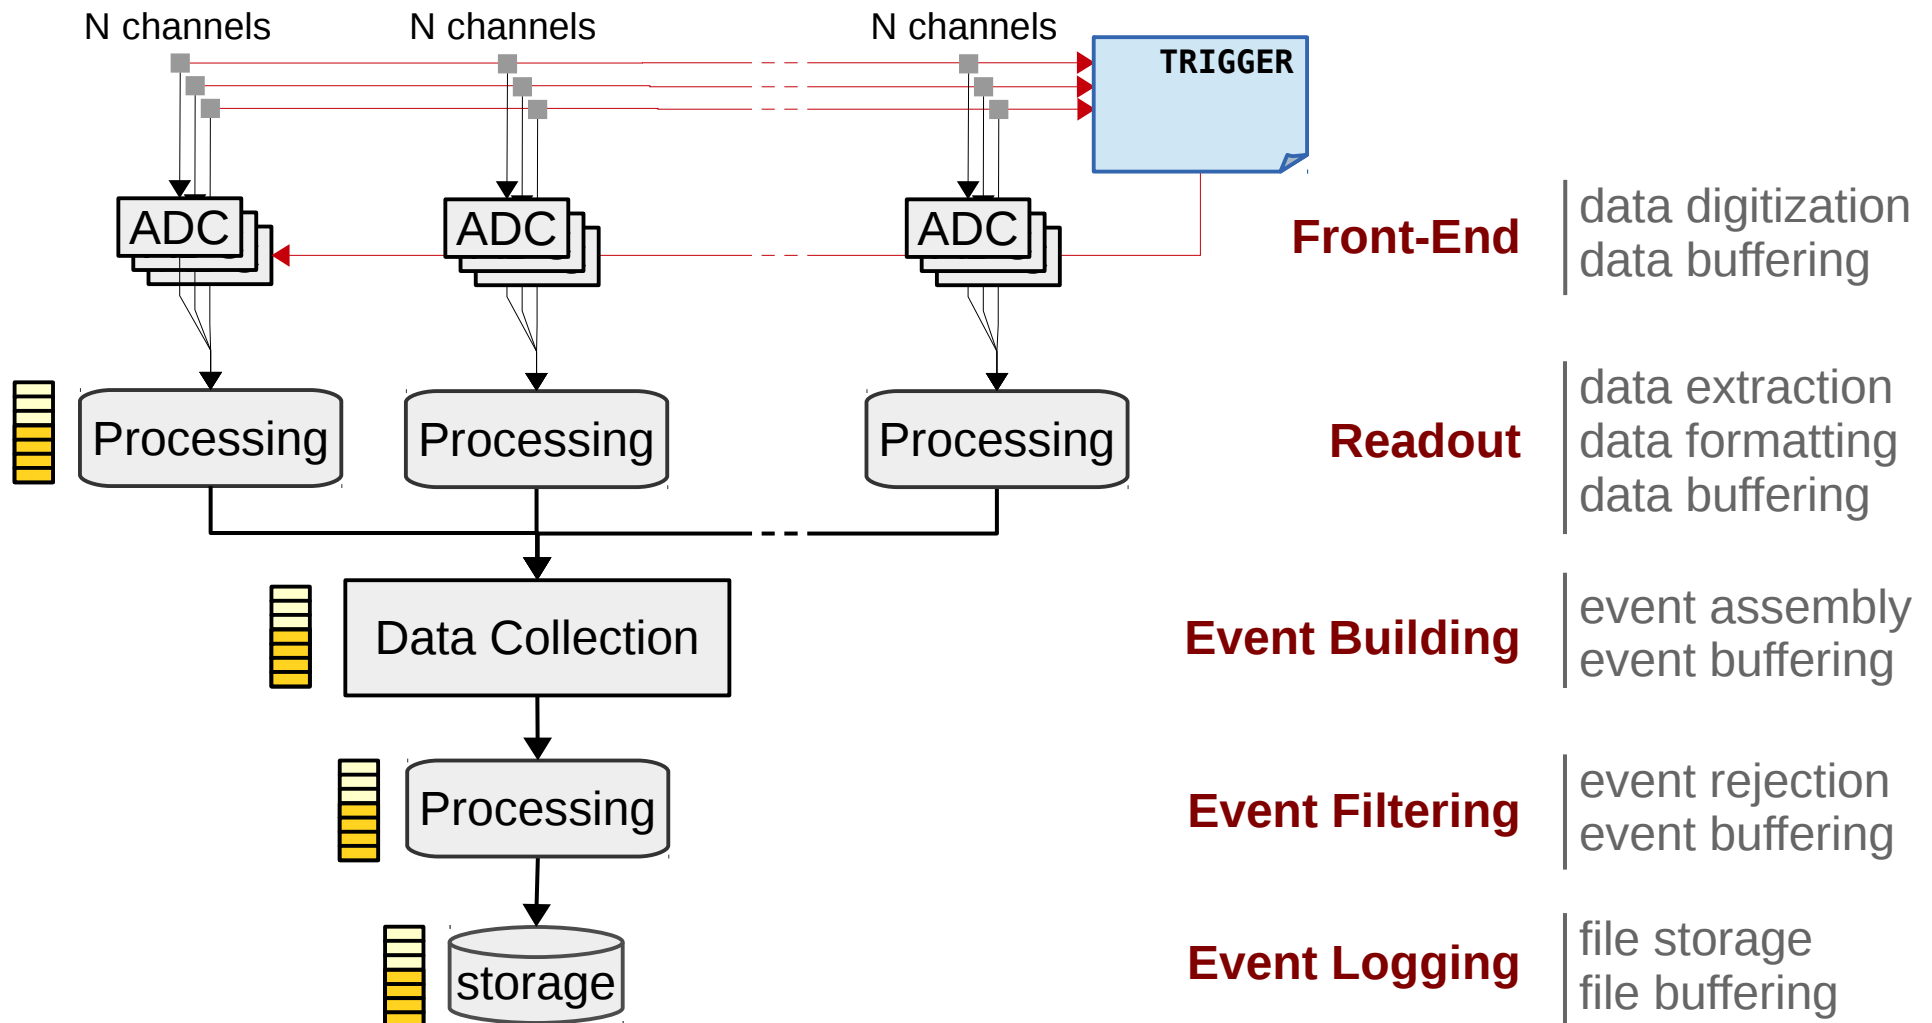 N channels N channels N channels
TRIGGER
ADC ADC ADC
Front-End
data digitization
data buffering
Processing Processing Processing
Readout
data extraction
data formatting
data buffering
Data Collection
Event Building
event assembly
event buffering
Processing
Event Filtering
event rejection
event buffering
storage
Event Logging
file storage
file buffering